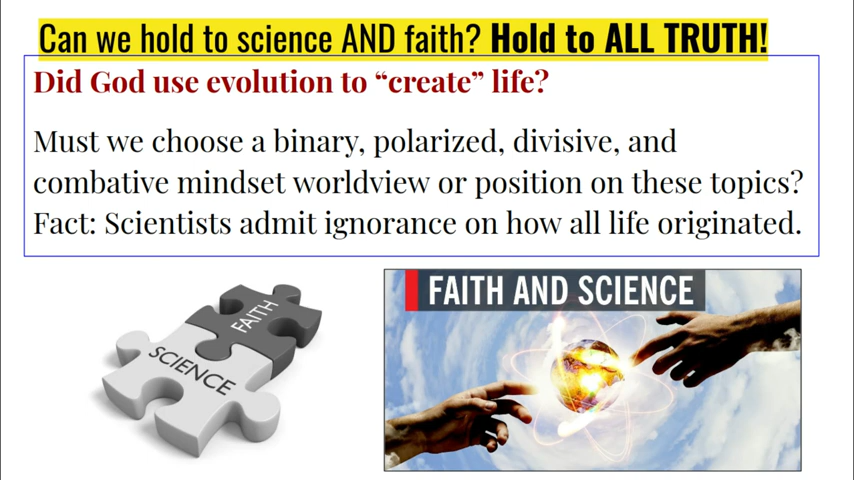 Can we hold to science AND faith? Hold to ALL TRUTH!
Did God use evolution to “create” life?
Must we choose a binary, polarized, divisive, and
combative mindset worldview or position on these topics?
Fact: Scientists admit ignorance on how all life originated.
FAITH
SCIENCE
FAITH AND SCIENCE